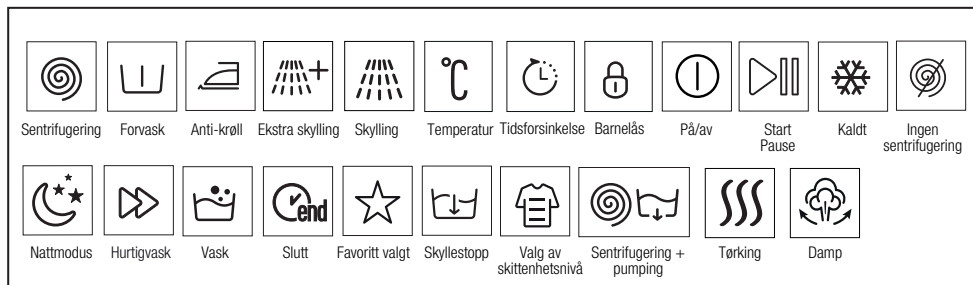 °C
end
Sentrifugering Forvask Anti-krøll Ekstra skylling Skylling Temperatur Tidsforsinkelse Barnelås På/av Start Kaldt Ingen
Pause sentrifugering
Nattmodus Hurtigvask Vask Slutt Favoritt valgt Skyllestopp Valg av Sentrifugering + Tørking Damp
skittenhetsnivå pumping